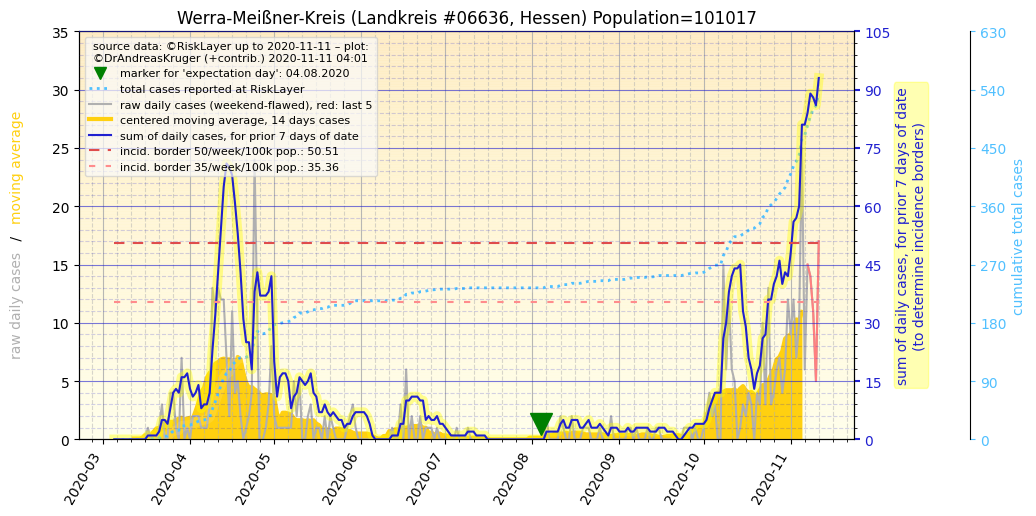 Werra-Meißner-Kreis (Landkreis #06636, Hessen) Population=101017
source data: ©RiskLayer up to 2020-11-11 – plot:
©DrAndreasKruger (+contrib.) 2020-11-11 04:01
marker for 'expectation day': 04.08.2020
total cases reported at RiskLayer
raw daily cases (weekend-flawed), red: last 5
centered moving average, 14 days cases
sum of daily cases, for prior 7 days of date
incid. border 50/week/100k pop.: 50.51
incid. border 35/week/100k pop.: 35.36
raw daily cases / moving average
35
30
25
20
15
10
5
0
2020-03
2020-04
2020-05
2020-06
2020-07
2020-08
2020-09
2020-10
2020-11
105
90
75
60
45
30
15
0
sum of daily cases, for prior 7 days of date
(to determine incidence borders)
630
540
450
360
270
180
90
0
cumulative total cases